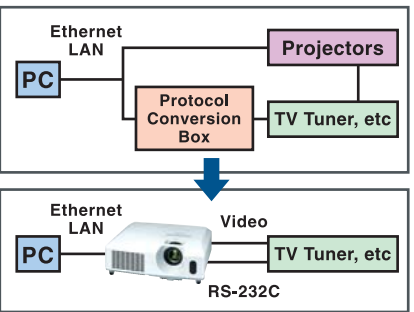 Ethernet
LAN
PC
Projectors
Protocol
Conversion
Box
TV Tuner, etc
Ethernet
LAN
PC
Video
TV Tuner, etc
RS-232C